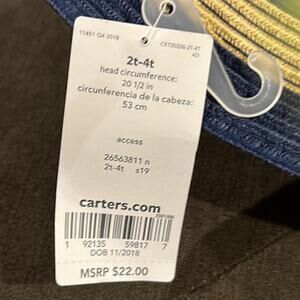 11451 Q4 2018
CKT20226-2T-4T
AD
2t-4t
head circumference:
20 1/2 in
circunferencia de la cabeza:
53 cm
access
26563811 n
2t-4t s19
carters.com
1 92135 59817 7
DOB 11/2018
MSRP $22.00